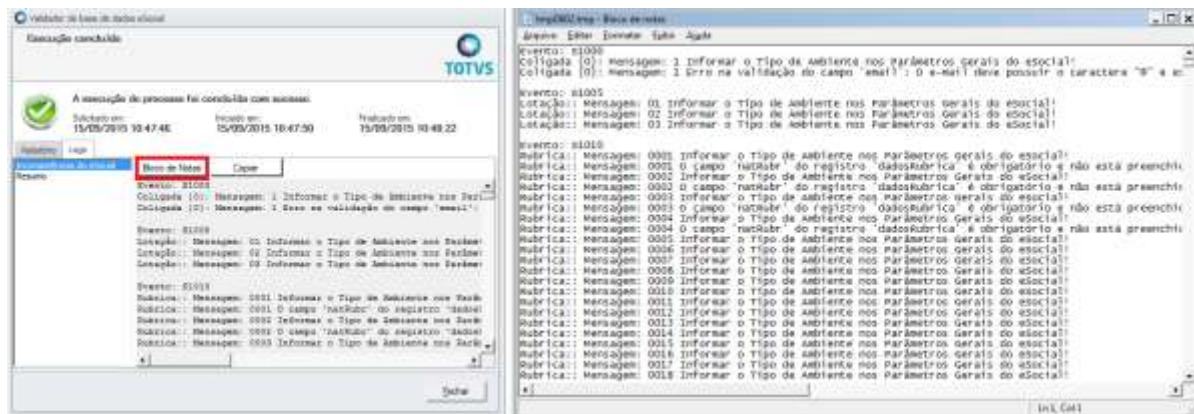 Validador de base de dados eSocial
Execução concluída
TOTVS
A execução do processo foi concluída com sucesso.
Solicitado em: Iniciado em: Finalizado em:
15/09/2015 10:47:46 15/09/2015 10:47:50 15/09/2015 10:48:22
Relatório Logs
Resumo
Bloco de Notas Copiar
Evento: S1000
Coligada (0): Mensagem: 1 Informar o Tipo de Ambiente nos Parâ
Coligada (0): Mensagem: 1 Erro na validação do campo 'email':
Evento: S1005
Lotação:: Mensagem: 01 Informar o Tipo de Ambiente nos Parâme
Lotação:: Mensagem: 02 Informar o Tipo de Ambiente nos Parâme
Lotação:: Mensagem: 03 Informar o Tipo de Ambiente nos Parâme
Evento: S1010
Rubrica:: Mensagem: 0001 Informar o Tipo de Ambiente nos Parâ
Rubrica:: Mensagem: 0001 O campo 'natRubr' do registro 'dados
Rubrica:: Mensagem: 0002 Informar o Tipo de Ambiente nos Parâ
Rubrica:: Mensagem: 0002 O campo 'natRubr' do registro 'dados
Rubrica:: Mensagem: 0003 Informar o Tipo de Ambiente nos Parâ
Fechar
Bloco de notas
Arquivo Editar Formatar Exibir Ajuda
Evento: S1000
Coligada (0): Mensagem: 1 Informar o Tipo de Ambiente nos Parâmetros Gerais do eSocial!
Coligada (0): Mensagem: 1 Erro na validação do campo 'email': O e-mail deve possuir o caractere "@" e
Evento: S1005
Lotação:: Mensagem: 01 Informar o Tipo de Ambiente nos Parâmetros Gerais do eSocial!
Lotação:: Mensagem: 02 Informar o Tipo de Ambiente nos Parâmetros Gerais do eSocial!
Lotação:: Mensagem: 03 Informar o Tipo de Ambiente nos Parâmetros Gerais do eSocial!
Evento: S1010
Rubrica:: Mensagem: 0001 Informar o Tipo de Ambiente nos Parâmetros Gerais do eSocial!
Rubrica:: Mensagem: 0001 O campo 'natRubr' do registro 'dadosRubrica' é obrigatório e não está preenchi
Rubrica:: Mensagem: 0002 Informar o Tipo de Ambiente nos Parâmetros Gerais do eSocial!
Rubrica:: Mensagem: 0002 O campo 'natRubr' do registro 'dadosRubrica' é obrigatório e não está preenchi
Rubrica:: Mensagem: 0003 Informar o Tipo de Ambiente nos Parâmetros Gerais do eSocial!
Rubrica:: Mensagem: 0003 O campo 'natRubr' do registro 'dadosRubrica' é obrigatório e não está preenchi
Rubrica:: Mensagem: 0004 Informar o Tipo de Ambiente nos Parâmetros Gerais do eSocial!
Rubrica:: Mensagem: 0004 O campo 'natRubr' do registro 'dadosRubrica' é obrigatório e não está preenchi
Rubrica:: Mensagem: 0005 Informar o Tipo de Ambiente nos Parâmetros Gerais do eSocial!
Rubrica:: Mensagem: 0006 Informar o Tipo de Ambiente nos Parâmetros Gerais do eSocial!
Rubrica:: Mensagem: 0007 Informar o Tipo de Ambiente nos Parâmetros Gerais do eSocial!
Rubrica:: Mensagem: 0008 Informar o Tipo de Ambiente nos Parâmetros Gerais do eSocial!
Rubrica:: Mensagem: 0009 Informar o Tipo de Ambiente nos Parâmetros Gerais do eSocial!
Rubrica:: Mensagem: 0010 Informar o Tipo de Ambiente nos Parâmetros Gerais do eSocial!
Rubrica:: Mensagem: 0011 Informar o Tipo de Ambiente nos Parâmetros Gerais do eSocial!
Rubrica:: Mensagem: 0012 Informar o Tipo de Ambiente nos Parâmetros Gerais do eSocial!
Rubrica:: Mensagem: 0013 Informar o Tipo de Ambiente nos Parâmetros Gerais do eSocial!
Rubrica:: Mensagem: 0014 Informar o Tipo de Ambiente nos Parâmetros Gerais do eSocial!
Rubrica:: Mensagem: 0015 Informar o Tipo de Ambiente nos Parâmetros Gerais do eSocial!
Rubrica:: Mensagem: 0016 Informar o Tipo de Ambiente nos Parâmetros Gerais do eSocial!
Rubrica:: Mensagem: 0017 Informar o Tipo de Ambiente nos Parâmetros Gerais do eSocial!
Rubrica:: Mensagem: 0018 Informar o Tipo de Ambiente nos Parâmetros Gerais do eSocial!
Ln1, Col1